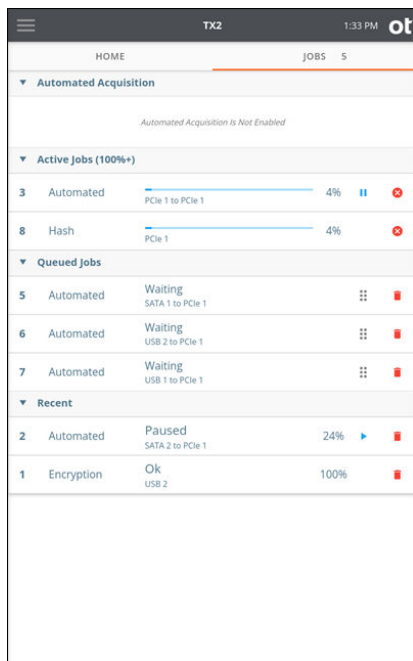 TX2
1:33 PM
ot
HOME
JOBS 5
Automated Acquisition
Automated Acquisition Is Not Enabled
Active Jobs (100%+)
3 Automated 4%
PCIe 1 to PCIe 1
8 Hash 4%
PCIe 1
Queued Jobs
5 Automated Waiting
SATA 1 to PCIe 1
6 Automated Waiting
USB 2 to PCIe 1
7 Automated Waiting
USB 1 to PCIe 1
Recent
2 Automated Paused 24%
SATA 2 to PCIe 1
1 Encryption Ok 100%
USB 2